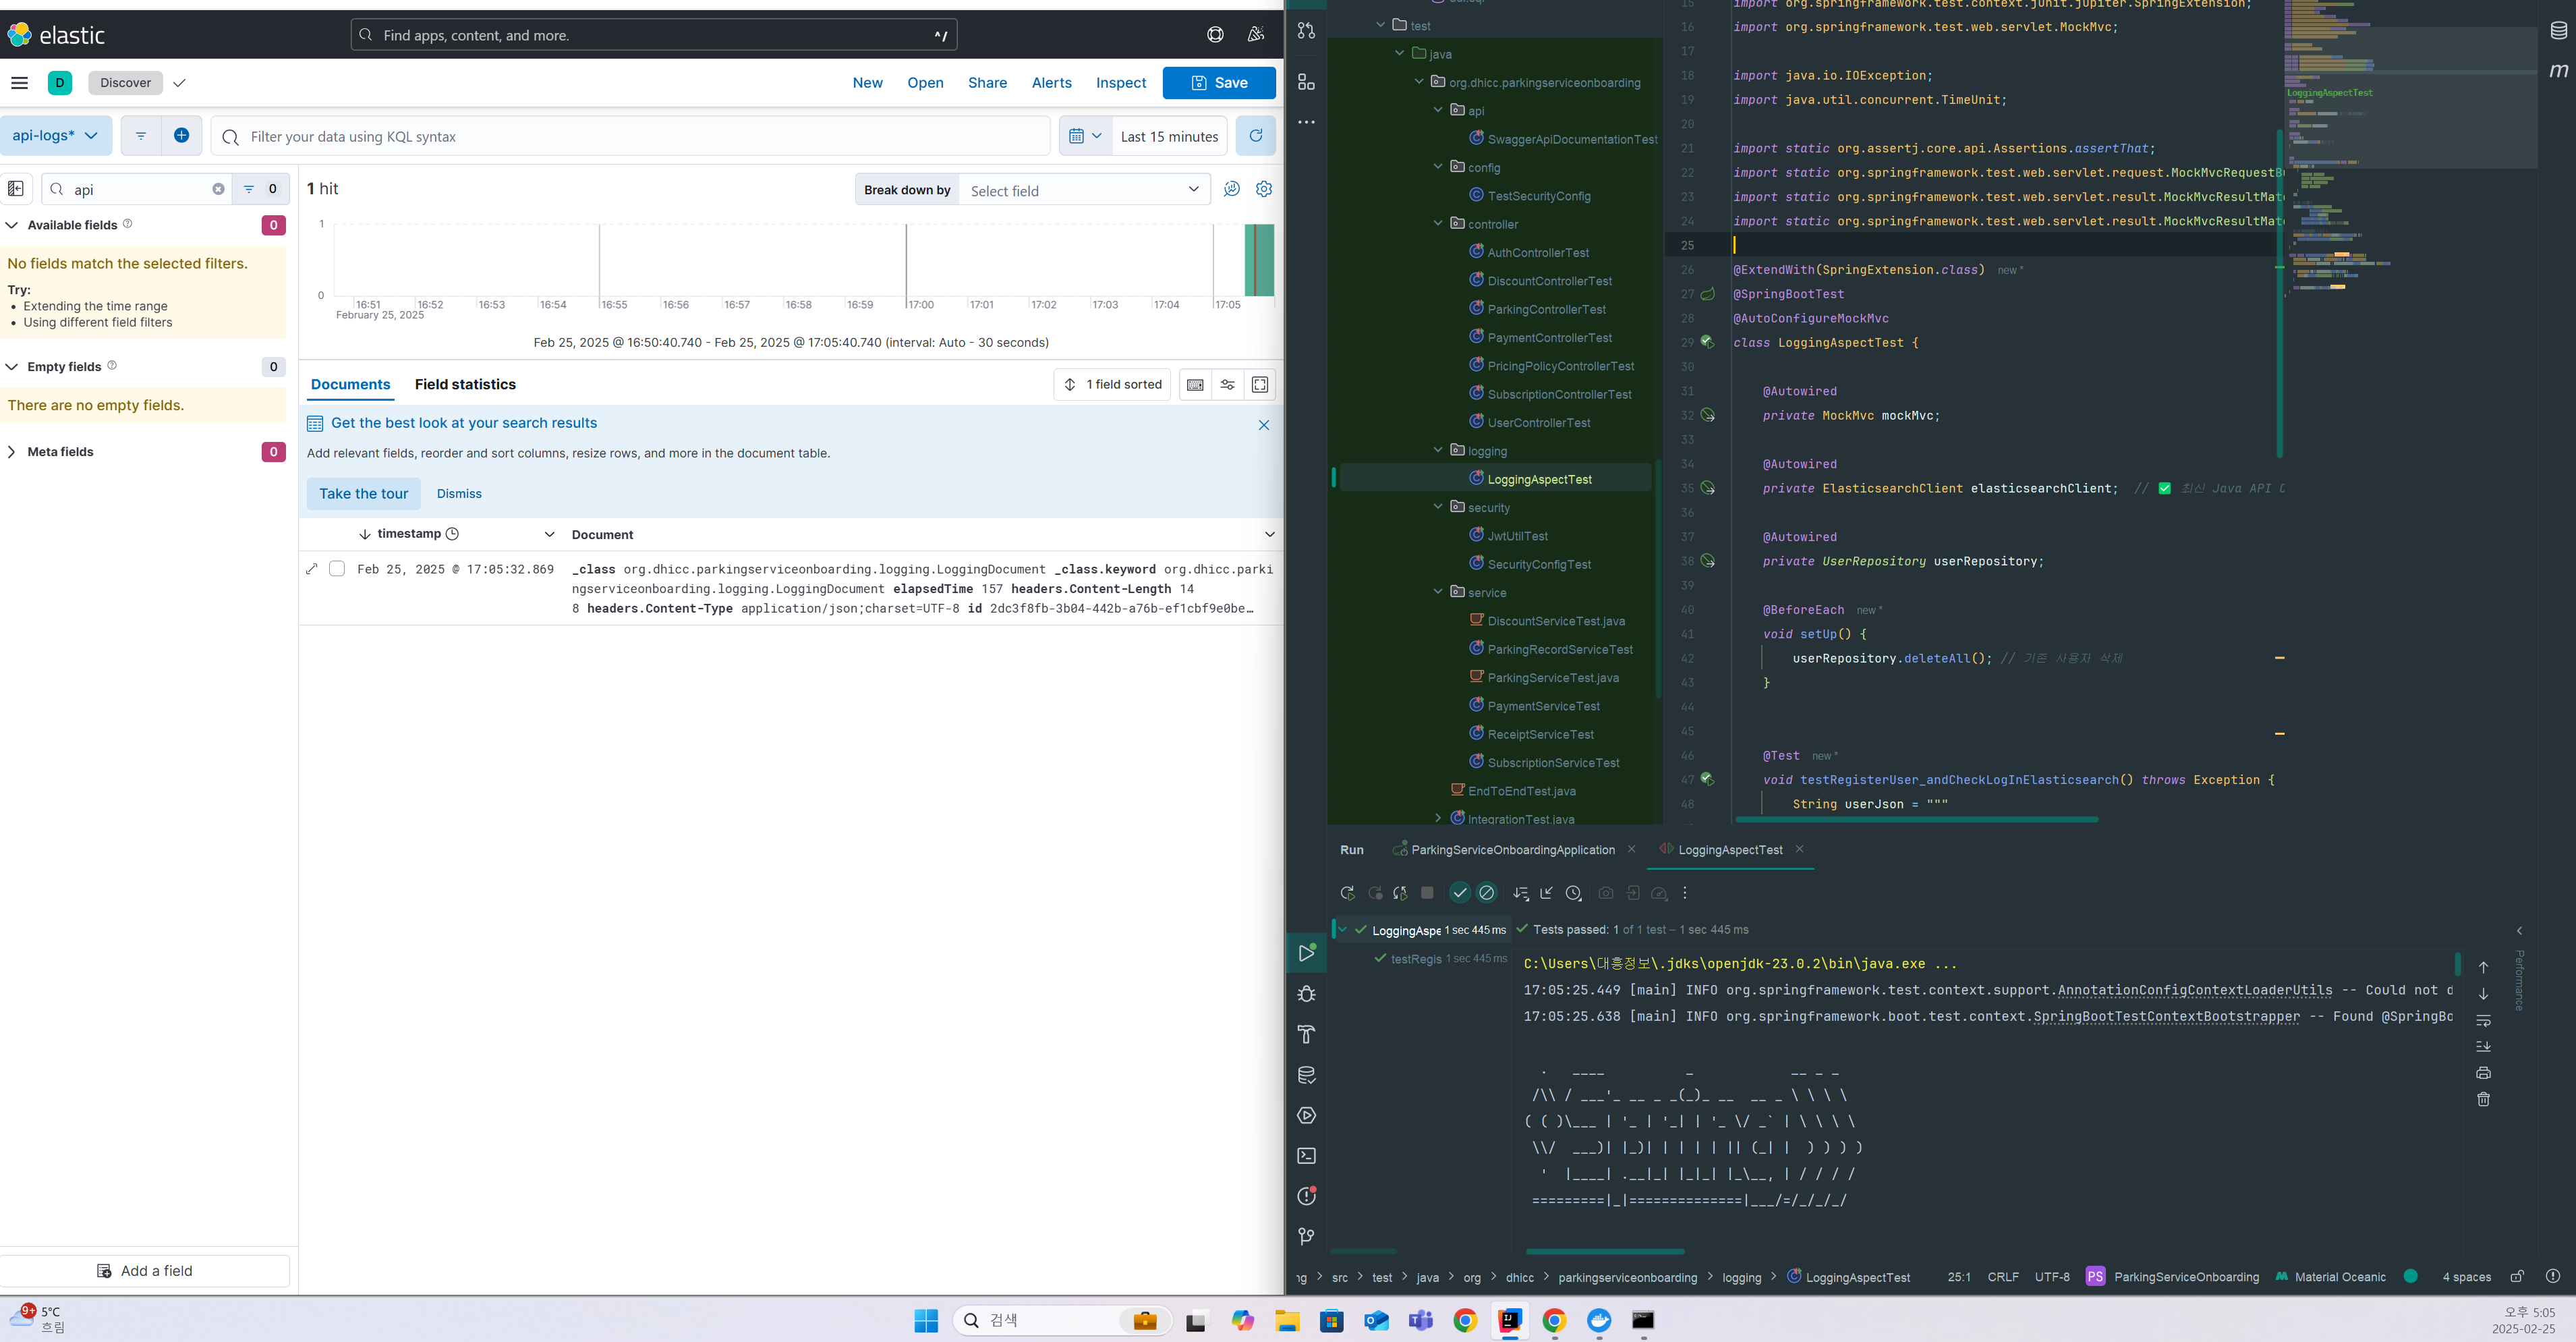 elastic
Find apps, content, and more.
^/
D
Discover
New
Open
Share
Alerts
Inspect
Save
api-logs*
Filter your data using KQL syntax
Last 15 minutes
api
0
1 hit
Break down by
Select field
Available fields
0
No fields match the selected filters.
Try:
• Extending the time range
• Using different field filters
Empty fields
0
There are no empty fields.
Meta fields
0
1
0
16:51 16:52 16:53 16:54 16:55 16:56 16:57 16:58 16:59 17:00 17:01 17:02 17:03 17:04 17:05
February 25, 2025
Feb 25, 2025 @ 16:50:40.740 - Feb 25, 2025 @ 17:05:40.740 (interval: Auto - 30 seconds)
Documents
Field statistics
1 field sorted
Get the best look at your search results
Add relevant fields, reorder and sort columns, resize rows, and more in the document table.
Take the tour
Dismiss
timestamp
Document
Feb 25, 2025 @ 17:05:32.869
_class org.dhicc.parkingserviceonboarding.logging.LoggingDocument _class.keyword org.dhicc.parki
ngserviceonboarding.logging.LoggingDocument elapsedTime 157 headers.Content-Length 14
8 headers.Content-Type application/json;charset=UTF-8 id 2dc3f8fb-3b04-442b-a76b-ef1cbf9e0be…
Add a field
test
java
org.dhicc.parkingserviceonboarding
api
SwaggerApiDocumentationTest
config
TestSecurityConfig
controller
AuthControllerTest
DiscountControllerTest
ParkingControllerTest
PaymentControllerTest
PricingPolicyControllerTest
SubscriptionControllerTest
UserControllerTest
logging
LoggingAspectTest
security
JwtUtilTest
SecurityConfigTest
service
DiscountServiceTest.java
ParkingRecordServiceTest
ParkingServiceTest.java
PaymentServiceTest
ReceiptServiceTest
SubscriptionServiceTest
EndToEndTest.java
IntegrationTest.java
15 import org.springframework.test.context.junit.jupiter.SpringExtension;
16 import org.springframework.test.web.servlet.MockMvc;
17
18 import java.io.IOException;
19 import java.util.concurrent.TimeUnit;
20
21 import static org.assertj.core.api.Assertions.assertThat;
22 import static org.springframework.test.web.servlet.request.MockMvcRequestB
23 import static org.springframework.test.web.servlet.result.MockMvcResultMat
24 import static org.springframework.test.web.servlet.result.MockMvcResultMat
25
26 @ExtendWith(SpringExtension.class) new *
27 @SpringBootTest
28 @AutoConfigureMockMvc
29 class LoggingAspectTest {
30
31 @Autowired
32 private MockMvc mockMvc;
33
34 @Autowired
35 private ElasticsearchClient elasticsearchClient; // ✅ 최신 Java API C
36
37 @Autowired
38 private UserRepository userRepository;
39
40 @BeforeEach new *
41 void setUp() {
42 userRepository.deleteAll(); // 기존 사용자 삭제
43 }
44
45
46 @Test new *
47 void testRegisterUser_andCheckLogInElasticsearch() throws Exception {
48 String userJson = """
LoggingAspectTest
m
Run
ParkingServiceOnboardingApplication
LoggingAspectTest
LoggingAspe 1 sec 445 ms
testRegis 1 sec 445 ms
Tests passed: 1 of 1 test – 1 sec 445 ms
C:\Users\대흥정보\.jdks\openjdk-23.0.2\bin\java.exe ...
17:05:25.449 [main] INFO org.springframework.test.context.support.AnnotationConfigContextLoaderUtils -- Could not d
17:05:25.638 [main] INFO org.springframework.boot.test.context.SpringBootTestContextBootstrapper -- Found @SpringBo
  .   ____          _            __ _ _
 /\\ / ___'_ __ _ _(_)_ __  __ _ \ \ \ \
( ( )\___ | '_ | '_| | '_ \/ _` | \ \ \ \
 \\/  ___)| |_)| | | | | || (_| |  ) ) ) )
  '  |____| .__|_| |_|_| |_\__, | / / / /
 =========|_|==============|___/=/_/_/_/
Performance
ng > src > test > java > org > dhicc > parkingserviceonboarding > logging > LoggingAspectTest
25:1 CRLF UTF-8 PS ParkingServiceOnboarding Material Oceanic 4 spaces
9+
5°C
흐림
검색
오후 5:05
2025-02-25